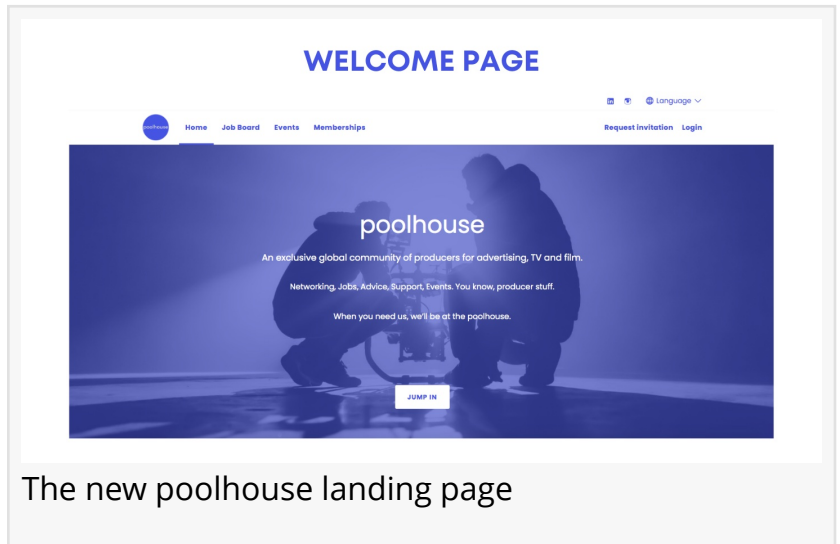 WELCOME PAGE
Language
poolhouse
Home Job Board Events Memberships Request invitation Login
poolhouse
An exclusive global community of producers for advertising, TV and film.
Networking, Jobs, Advice, Support, Events. You know, producer stuff.
When you need us, we'll be at the poolhouse.
JUMP IN
The new poolhouse landing page